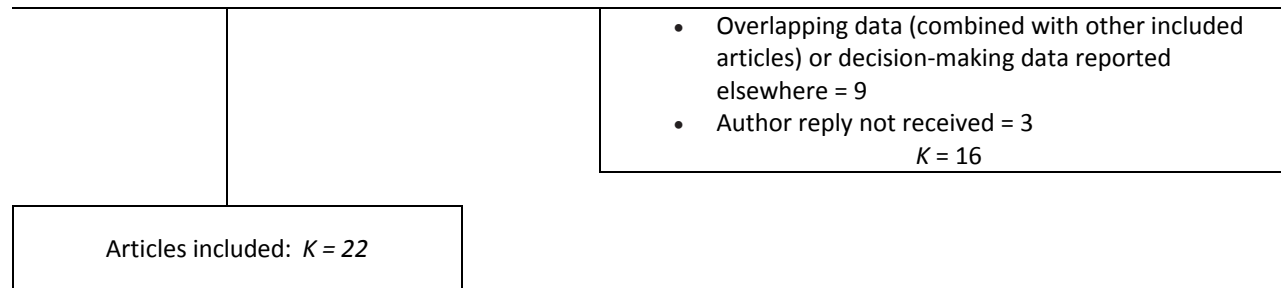 • Overlapping data (combined with other included
articles) or decision-making data reported
elsewhere = 9
• Author reply not received = 3
K = 16
Articles included: K = 22